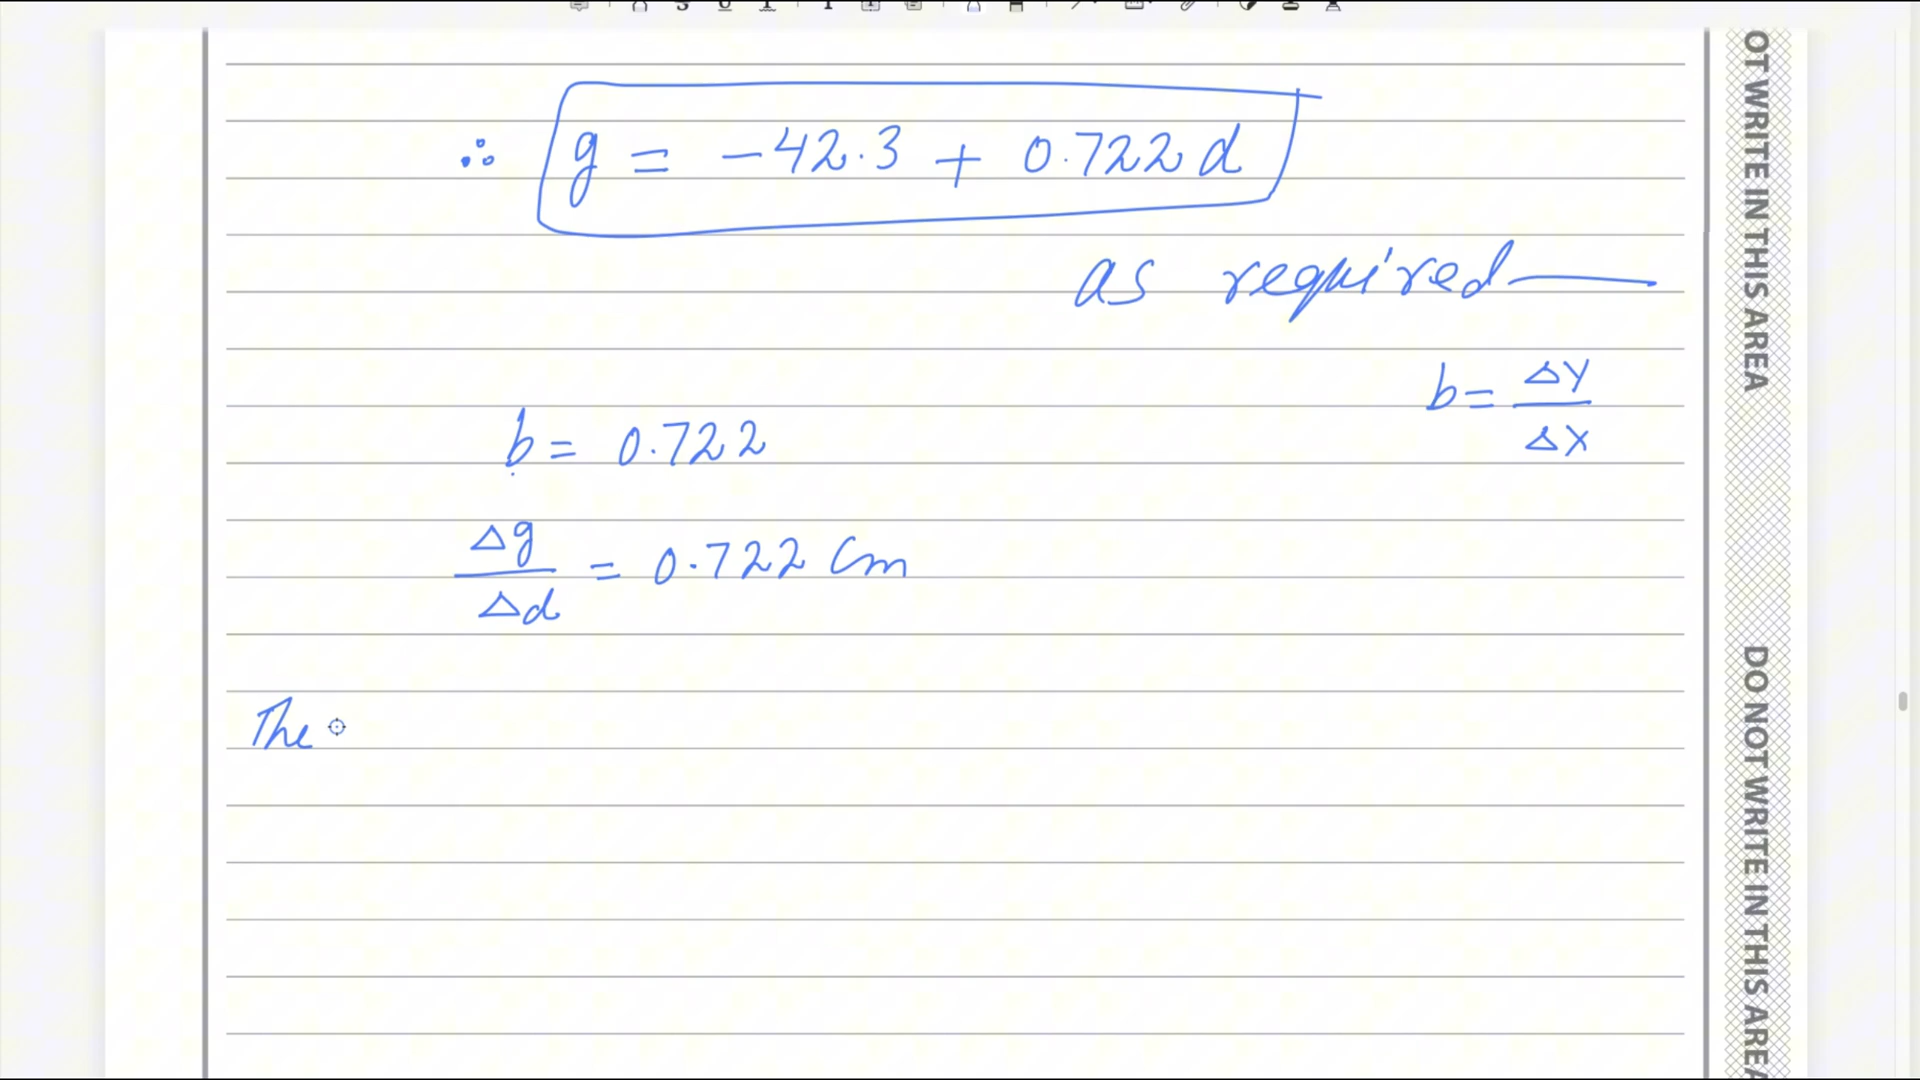 ∴ g = -42.3 + 0.722 d
as required
b = ΔY / ΔX
b = 0.722
Δg / Δd = 0.722 cm
The
OT WRITE IN THIS AREA
DO NOT WRITE IN THIS AREA